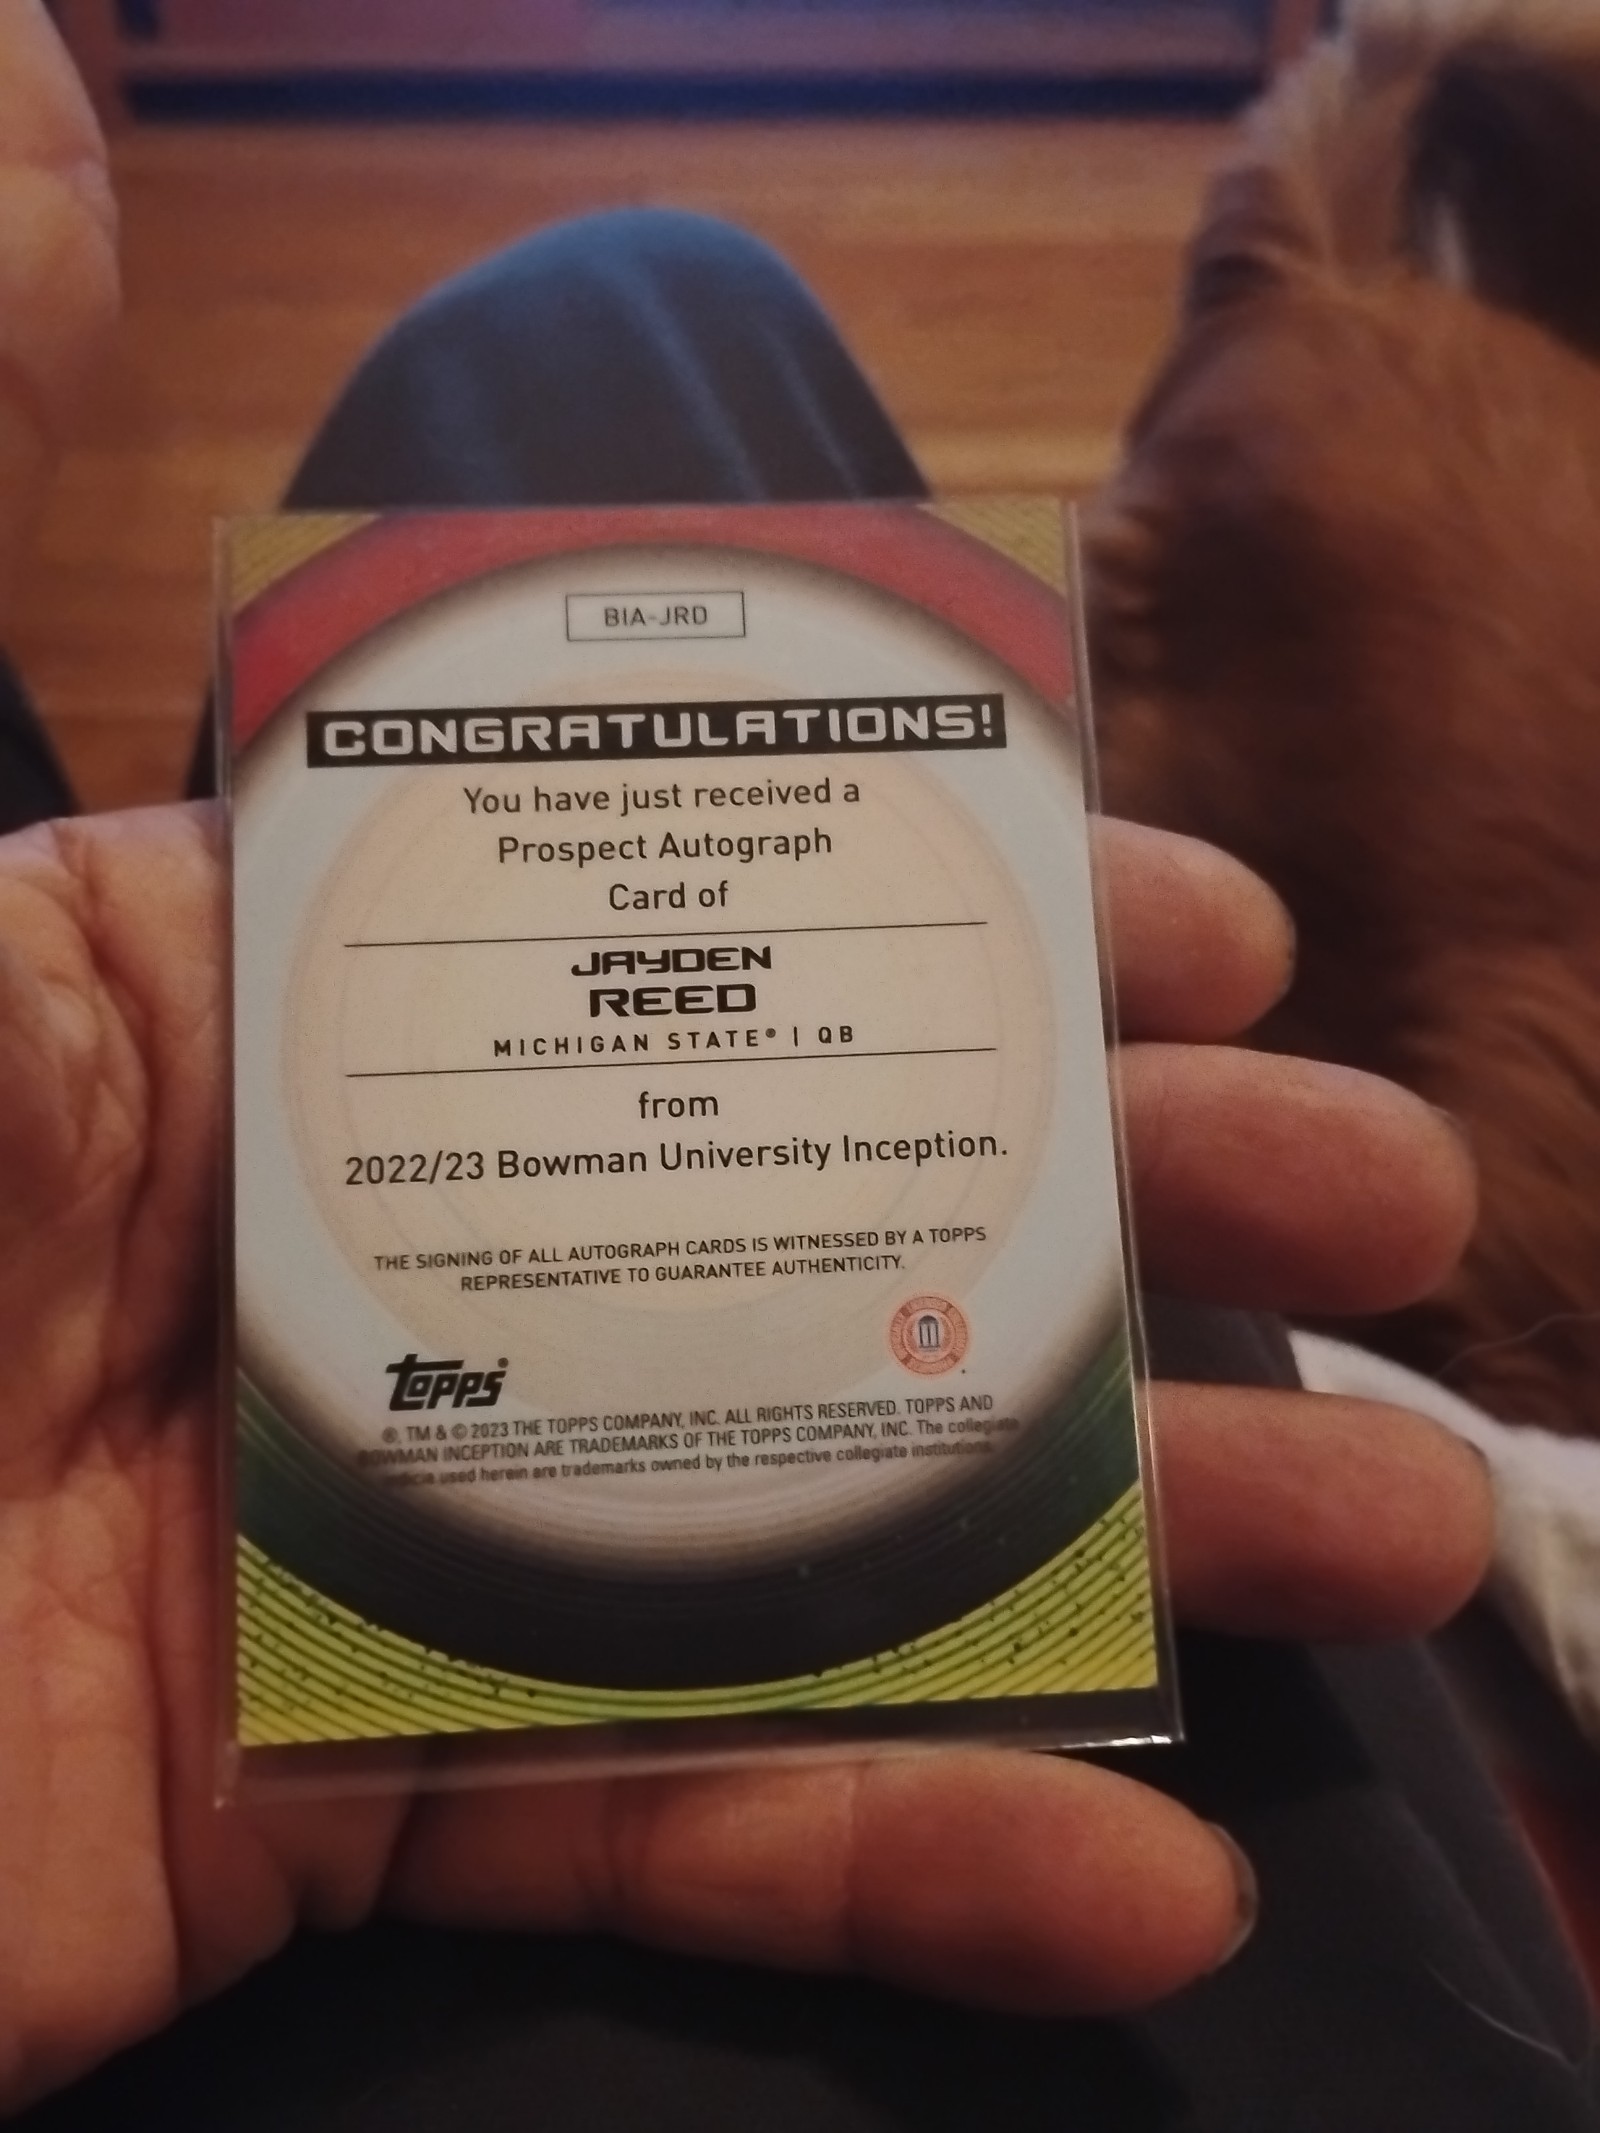 BIA-JRD
CONGRATULATIONS!
You have just received a
Prospect Autograph
Card of
JAYDEN
REED
MICHIGAN STATE® | QB
from
2022/23 Bowman University Inception.
THE SIGNING OF ALL AUTOGRAPH CARDS IS WITNESSED BY A TOPPS
REPRESENTATIVE TO GUARANTEE AUTHENTICITY.
topps
®, TM & © 2023 THE TOPPS COMPANY, INC. ALL RIGHTS RESERVED. TOPPS AND
BOWMAN INCEPTION ARE TRADEMARKS OF THE TOPPS COMPANY, INC. The collegiate
indicia used herein are trademarks owned by the respective collegiate institutions.